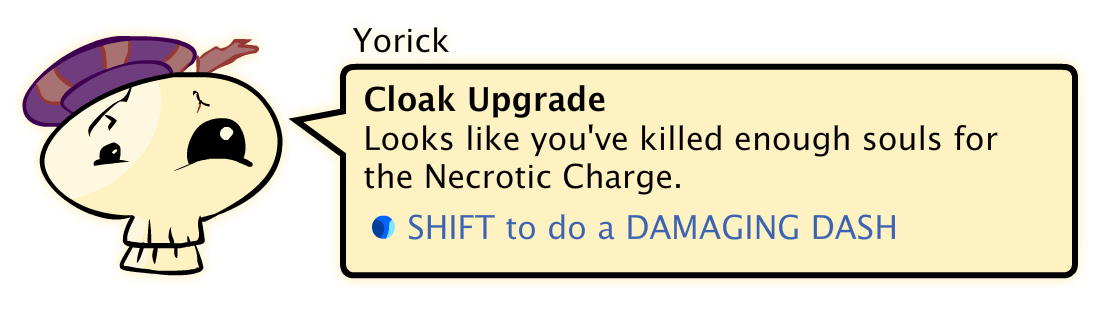 Yorick
Cloak Upgrade
Looks like you've killed enough souls for
the Necrotic Charge.
SHIFT to do a DAMAGING DASH